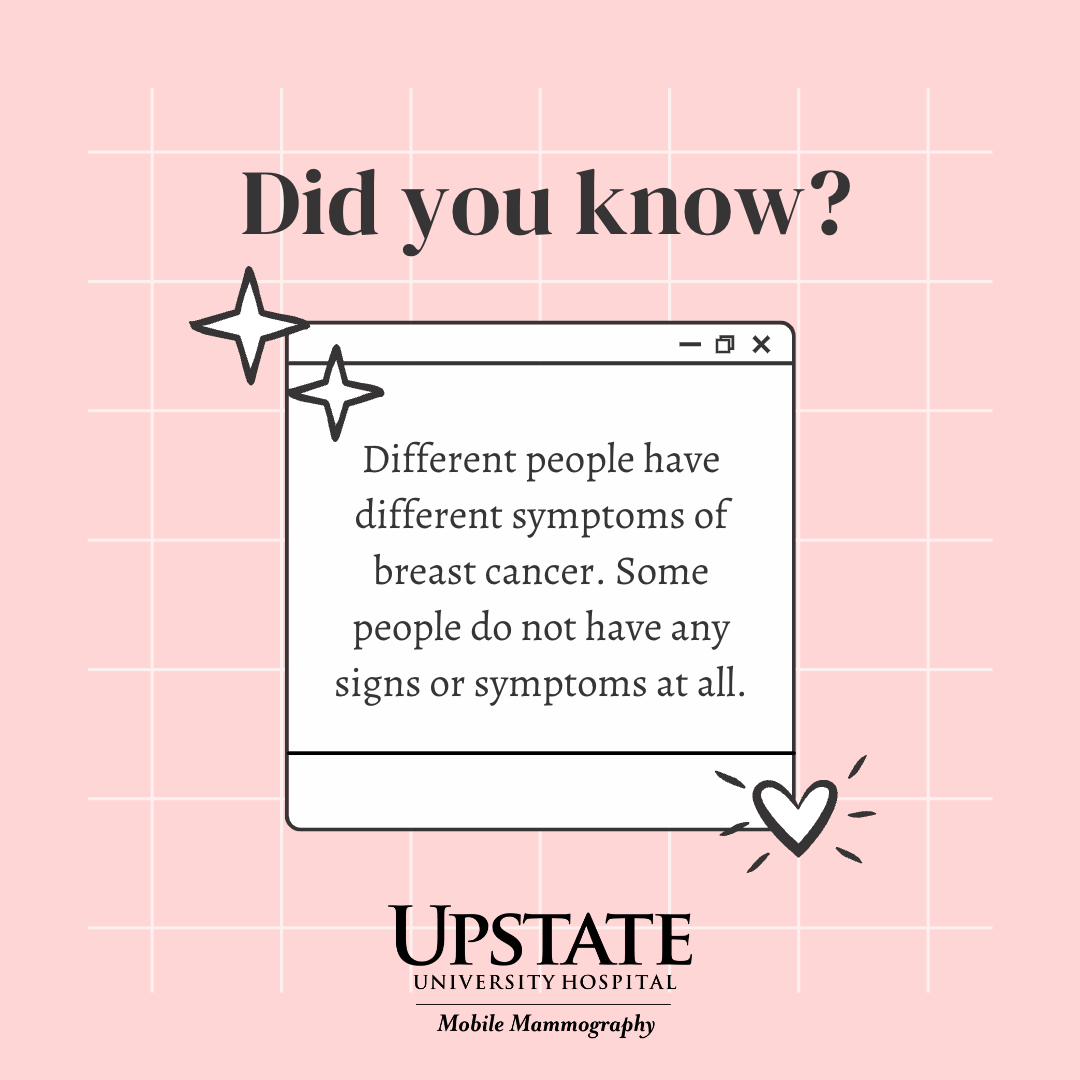 Did you know?
Different people have
different symptoms of
breast cancer. Some
people do not have any
signs or symptoms at all.
UPSTATE
UNIVERSITY HOSPITAL
Mobile Mammography